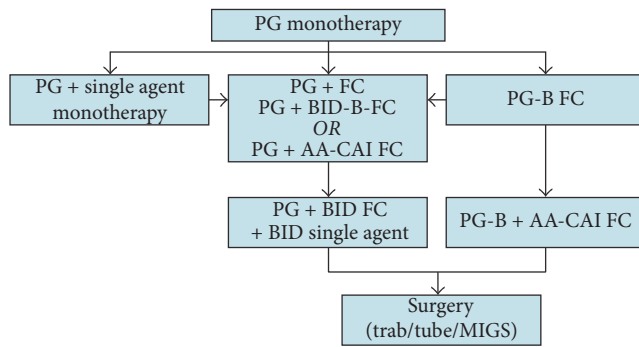 PG monotherapy
PG + single agent
monotherapy
PG + FC
PG + BID-B-FC
OR
PG + AA-CAI FC
PG-B FC
PG + BID FC
+ BID single agent
PG-B + AA-CAI FC
Surgery
(trab/tube/MIGS)